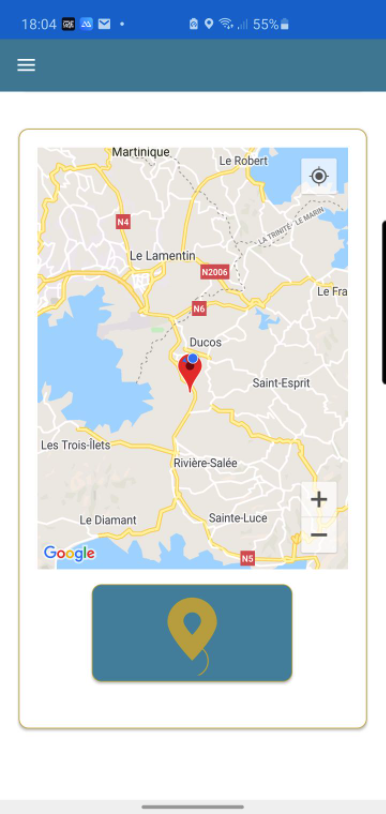 18:04
55%
Martinique
Le Robert
N4
LA TRINITÉ- LE MARIN
Le Lamentin
N2006
Le Fra
N6
Ducos
Saint-Esprit
Les Trois-Îlets
Rivière-Salée
Le Diamant
Sainte-Luce
Google
N5